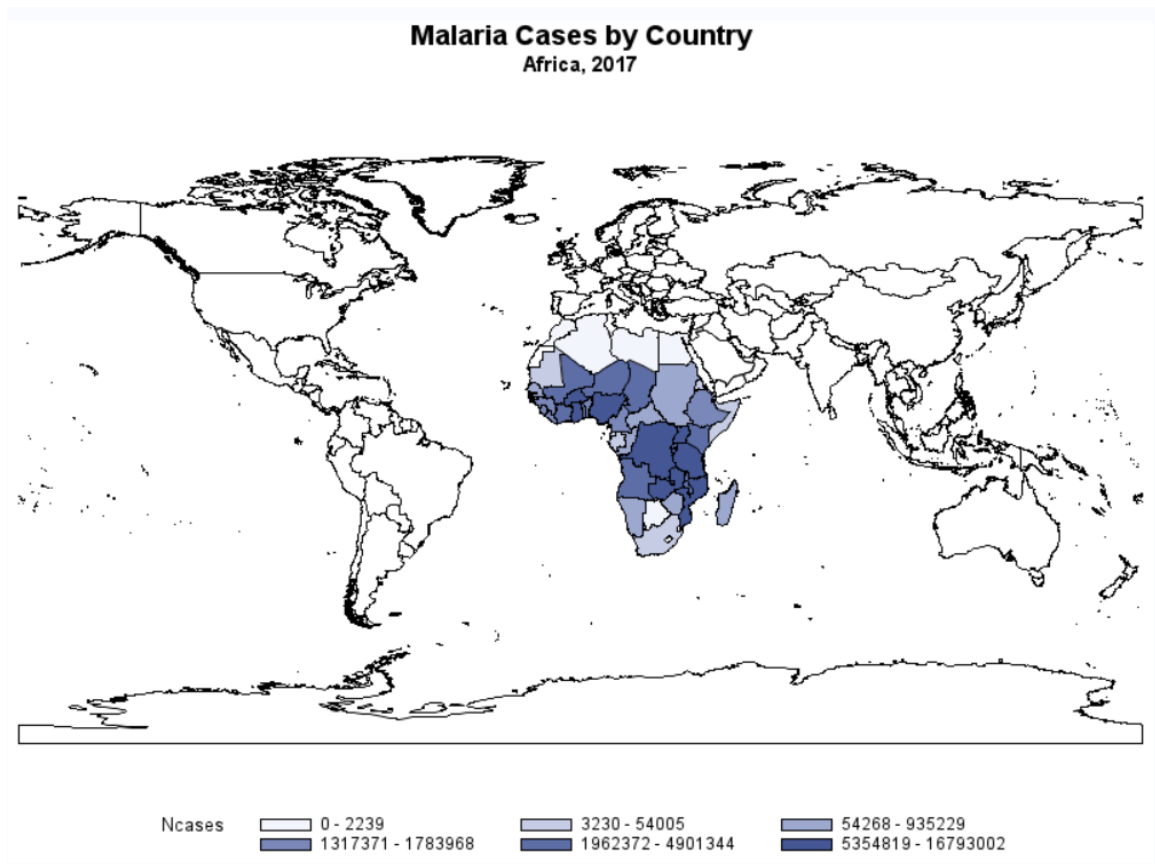 Malaria Cases by Country
Africa, 2017
Ncases 0 - 2239 3230 - 54005 54268 - 935229
1317371 - 1783968 1962372 - 4901344 5354819 - 16793002